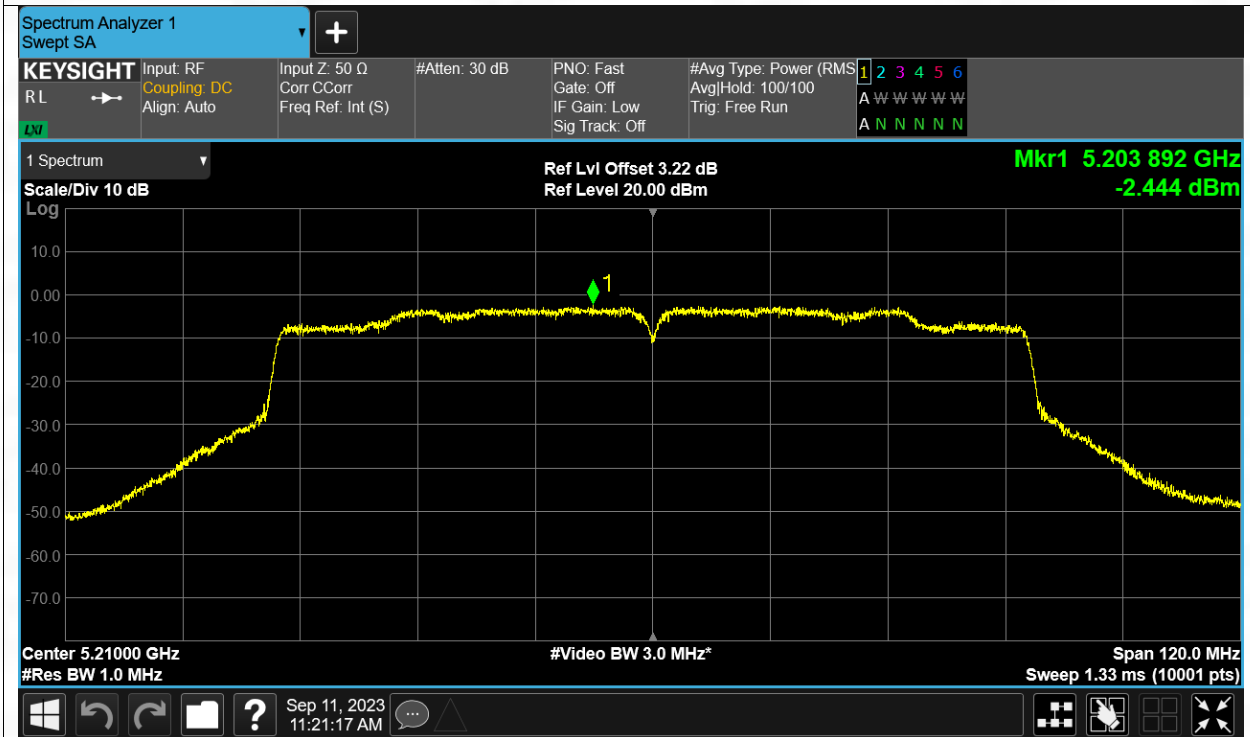 Spectrum Analyzer 1
Swept SA
+
KEYSIGHT
R L
LXI
Input: RF
Coupling: DC
Align: Auto
Input Z: 50 Ω
Corr CCorr
Freq Ref: Int (S)
#Atten: 30 dB
PNO: Fast
Gate: Off
IF Gain: Low
Sig Track: Off
#Avg Type: Power (RMS
Avg|Hold: 100/100
Trig: Free Run
1 2 3 4 5 6
A W W W W W
A N N N N N
1 Spectrum
Scale/Div 10 dB
Log
Ref Lvl Offset 3.22 dB
Ref Level 20.00 dBm
Mkr1 5.203 892 GHz
-2.444 dBm
10.0
0.00
-10.0
-20.0
-30.0
-40.0
-50.0
-60.0
-70.0
1
Center 5.21000 GHz
#Res BW 1.0 MHz
#Video BW 3.0 MHz*
Span 120.0 MHz
Sweep 1.33 ms (10001 pts)
?
Sep 11, 2023
11:21:17 AM